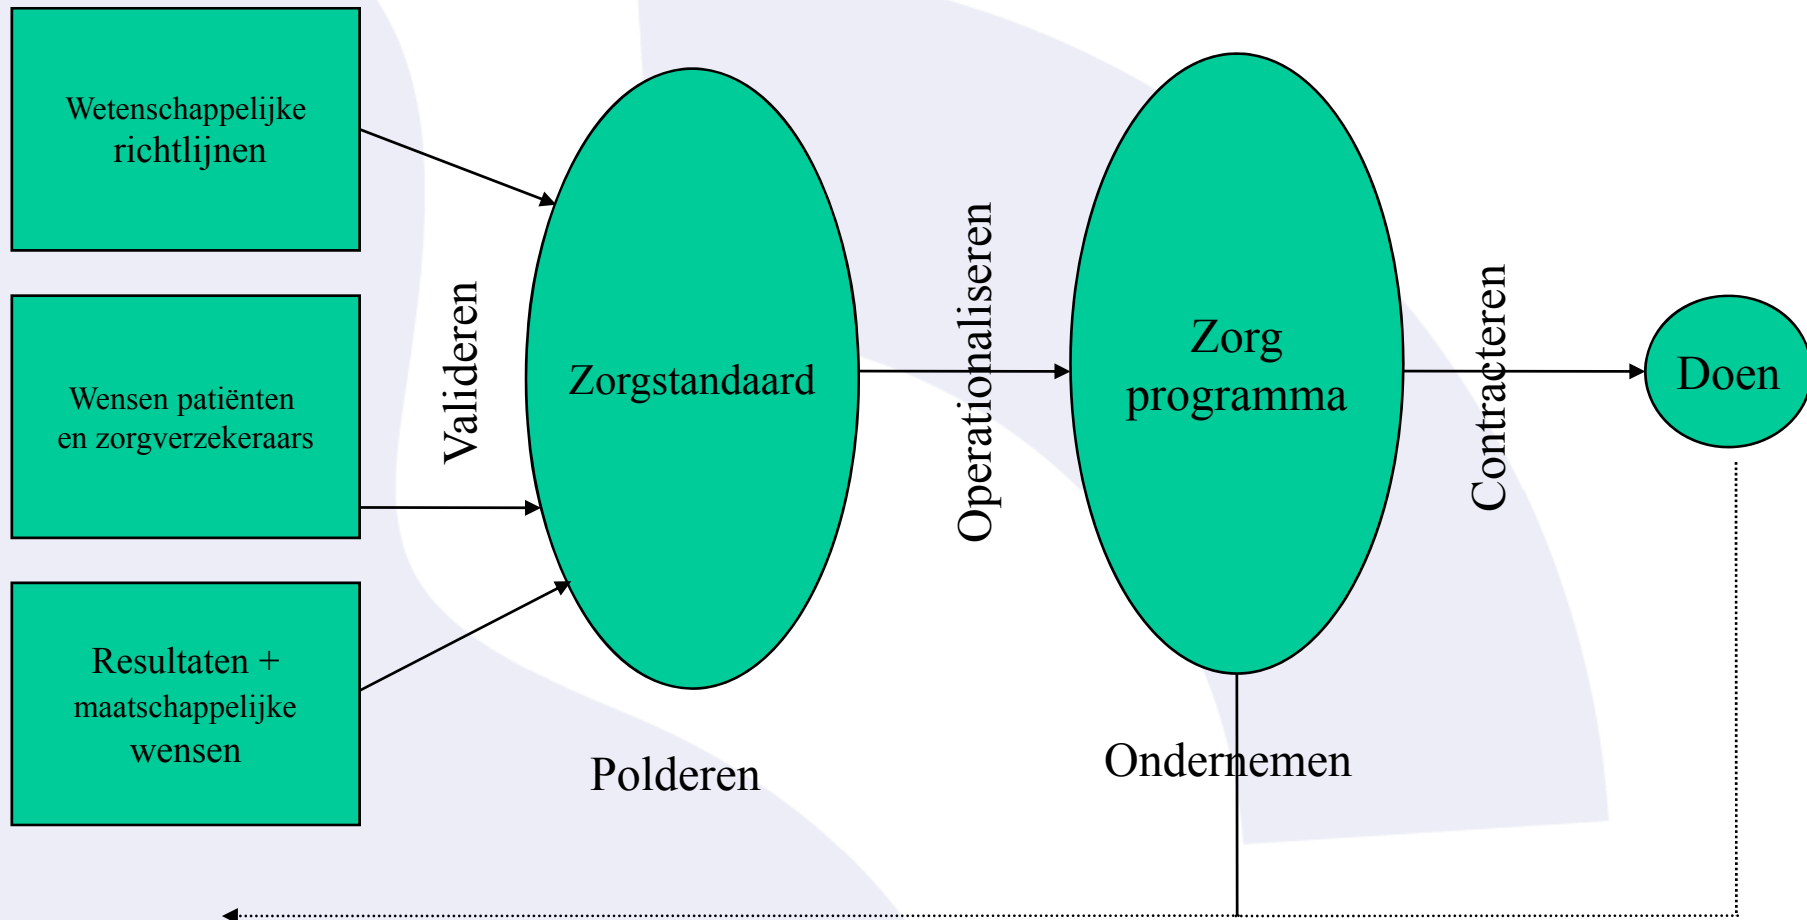 Wetenschappelijke
richtlijnen
Wensen patiënten
en zorgverzekeraars
Resultaten +
maatschappelijke
wensen
Valideren
Zorgstandaard
Polderen
Operationaliseren
Zorg
programma
Ondernemen
Contracteren
Doen